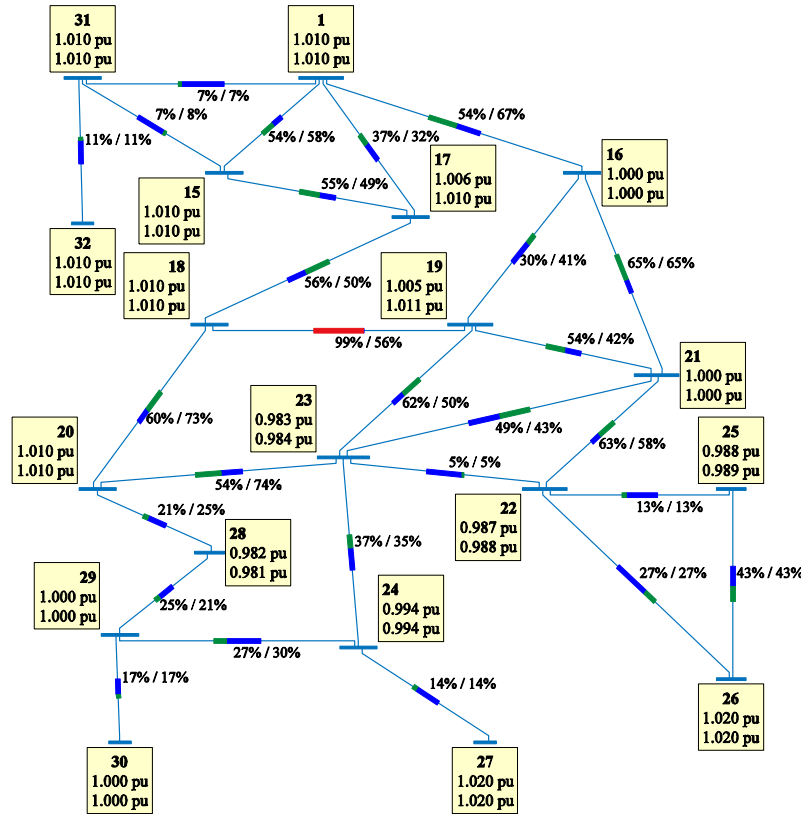 31
1.010 pu
1.010 pu
1
1.010 pu
1.010 pu
7% / 7%
7% / 8%
54% / 58%
37% / 32%
54% / 67%
11% / 11%
17
1.006 pu
1.010 pu
16
1.000 pu
1.000 pu
15
1.010 pu
1.010 pu
55% / 49%
32
1.010 pu
1.010 pu
18
1.010 pu
1.010 pu
56% / 50%
19
1.005 pu
1.011 pu
30% / 41%
65% / 65%
99% / 56%
54% / 42%
21
1.000 pu
1.000 pu
60% / 73%
62% / 50%
23
0.983 pu
0.984 pu
49% / 43%
63% / 58%
20
1.010 pu
1.010 pu
25
0.988 pu
0.989 pu
54% / 74%
5% / 5%
22
0.987 pu
0.988 pu
13% / 13%
21% / 25%
28
0.982 pu
0.981 pu
37% / 35%
27% / 27%
43% / 43%
29
1.000 pu
1.000 pu
25% / 21%
24
0.994 pu
0.994 pu
27% / 30%
17% / 17%
14% / 14%
26
1.020 pu
1.020 pu
30
1.000 pu
1.000 pu
27
1.020 pu
1.020 pu